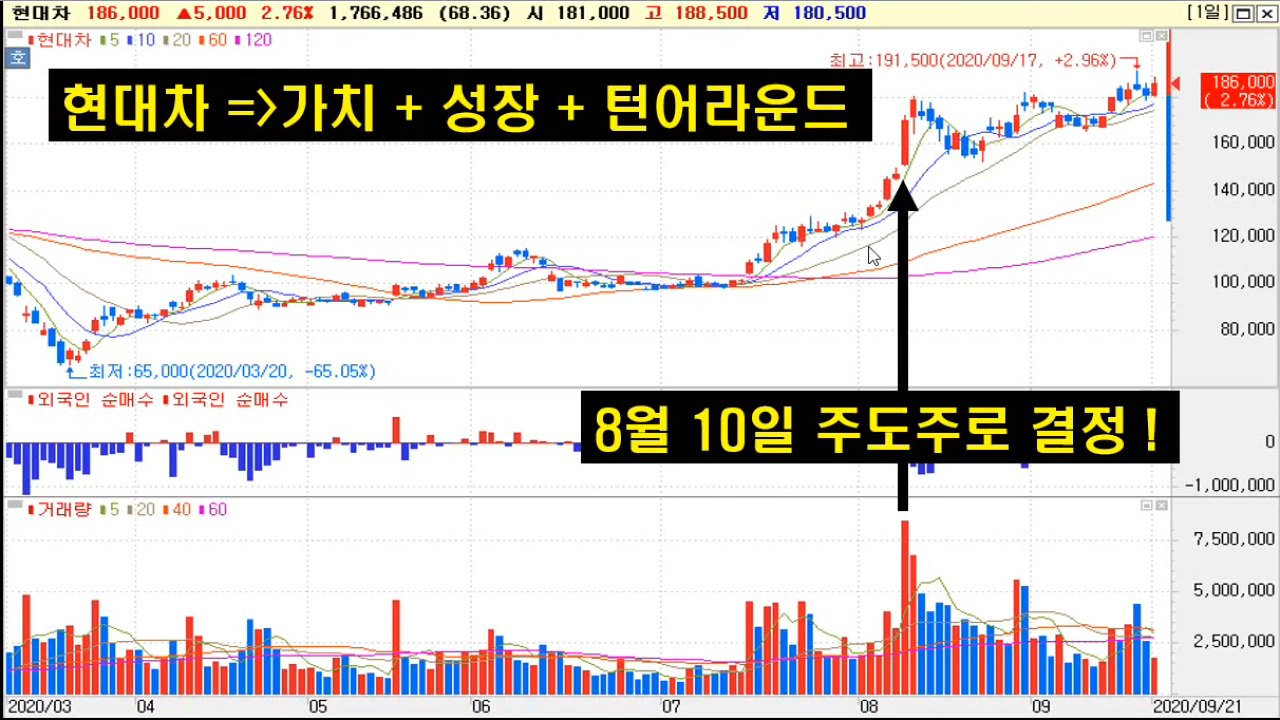 현대차 186,000 ▲5,000 2.76% 1,766,486 (68.36) 시 181,000 고 188,500 저 180,500 [1일]
현대차 5 10 20 60 120
호
최고:191,500(2020/09/17, +2.96%)
현대차 =>가치 + 성장 + 턴어라운드
186,000
( 2.76%)
160,000
140,000
120,000
100,000
80,000
최저:65,000(2020/03/20, -65.05%)
외국인 순매수 외국인 순매수
8월 10일 주도주로 결정 !
0
-1,000,000
거래량 5 20 40 60
7,500,000
5,000,000
2,500,000
2020/03 04 05 06 07 08 09 2020/09/21